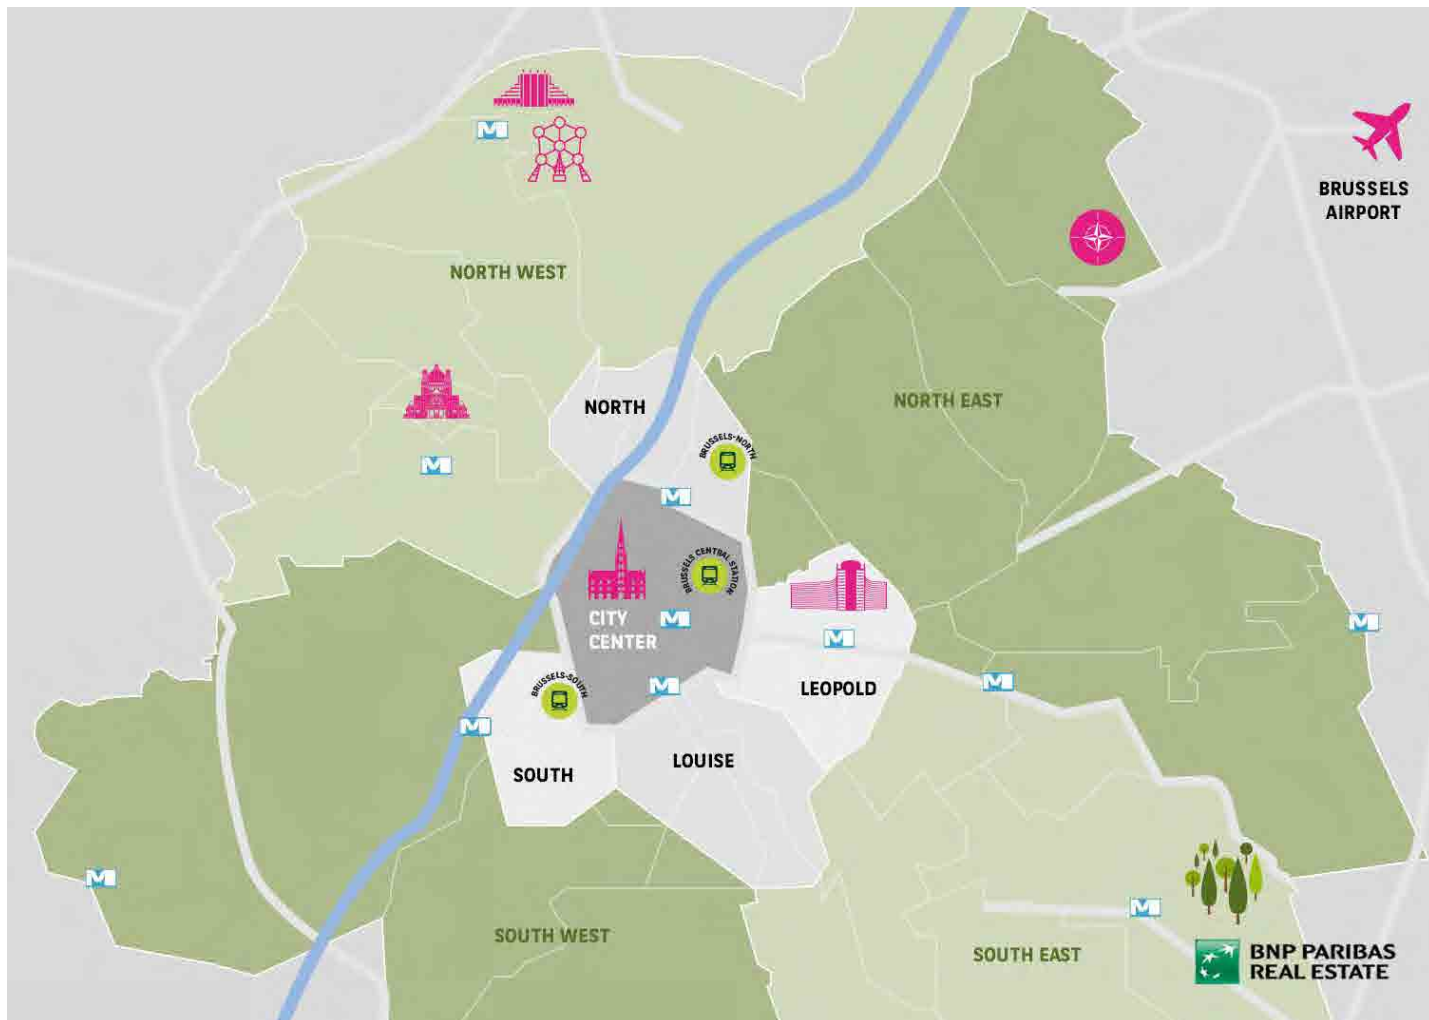 BRUSSELS
AIRPORT
NORTH WEST
NORTH
NORTH EAST
BRUSSELS-NORTH
BRUSSELS CENTRAL STATION
CITY
CENTER
BRUSSELS-SOUTH
LEOPOLD
LOUISE
SOUTH
SOUTH WEST
SOUTH EAST
BNP PARIBAS
REAL ESTATE
M
M
M
M
M
M
M
M
M
M
M